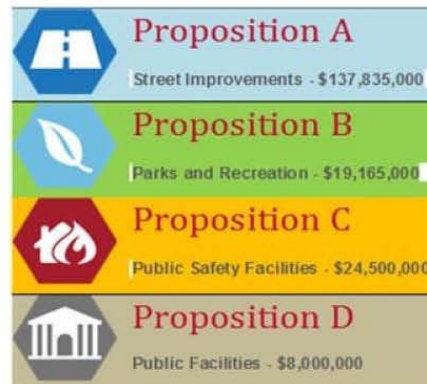 Proposition A
Street Improvements - $137,835,000
Proposition B
Parks and Recreation - $19,165,000
Proposition C
Public Safety Facilities - $24,500,000
Proposition D
Public Facilities - $8,000,000